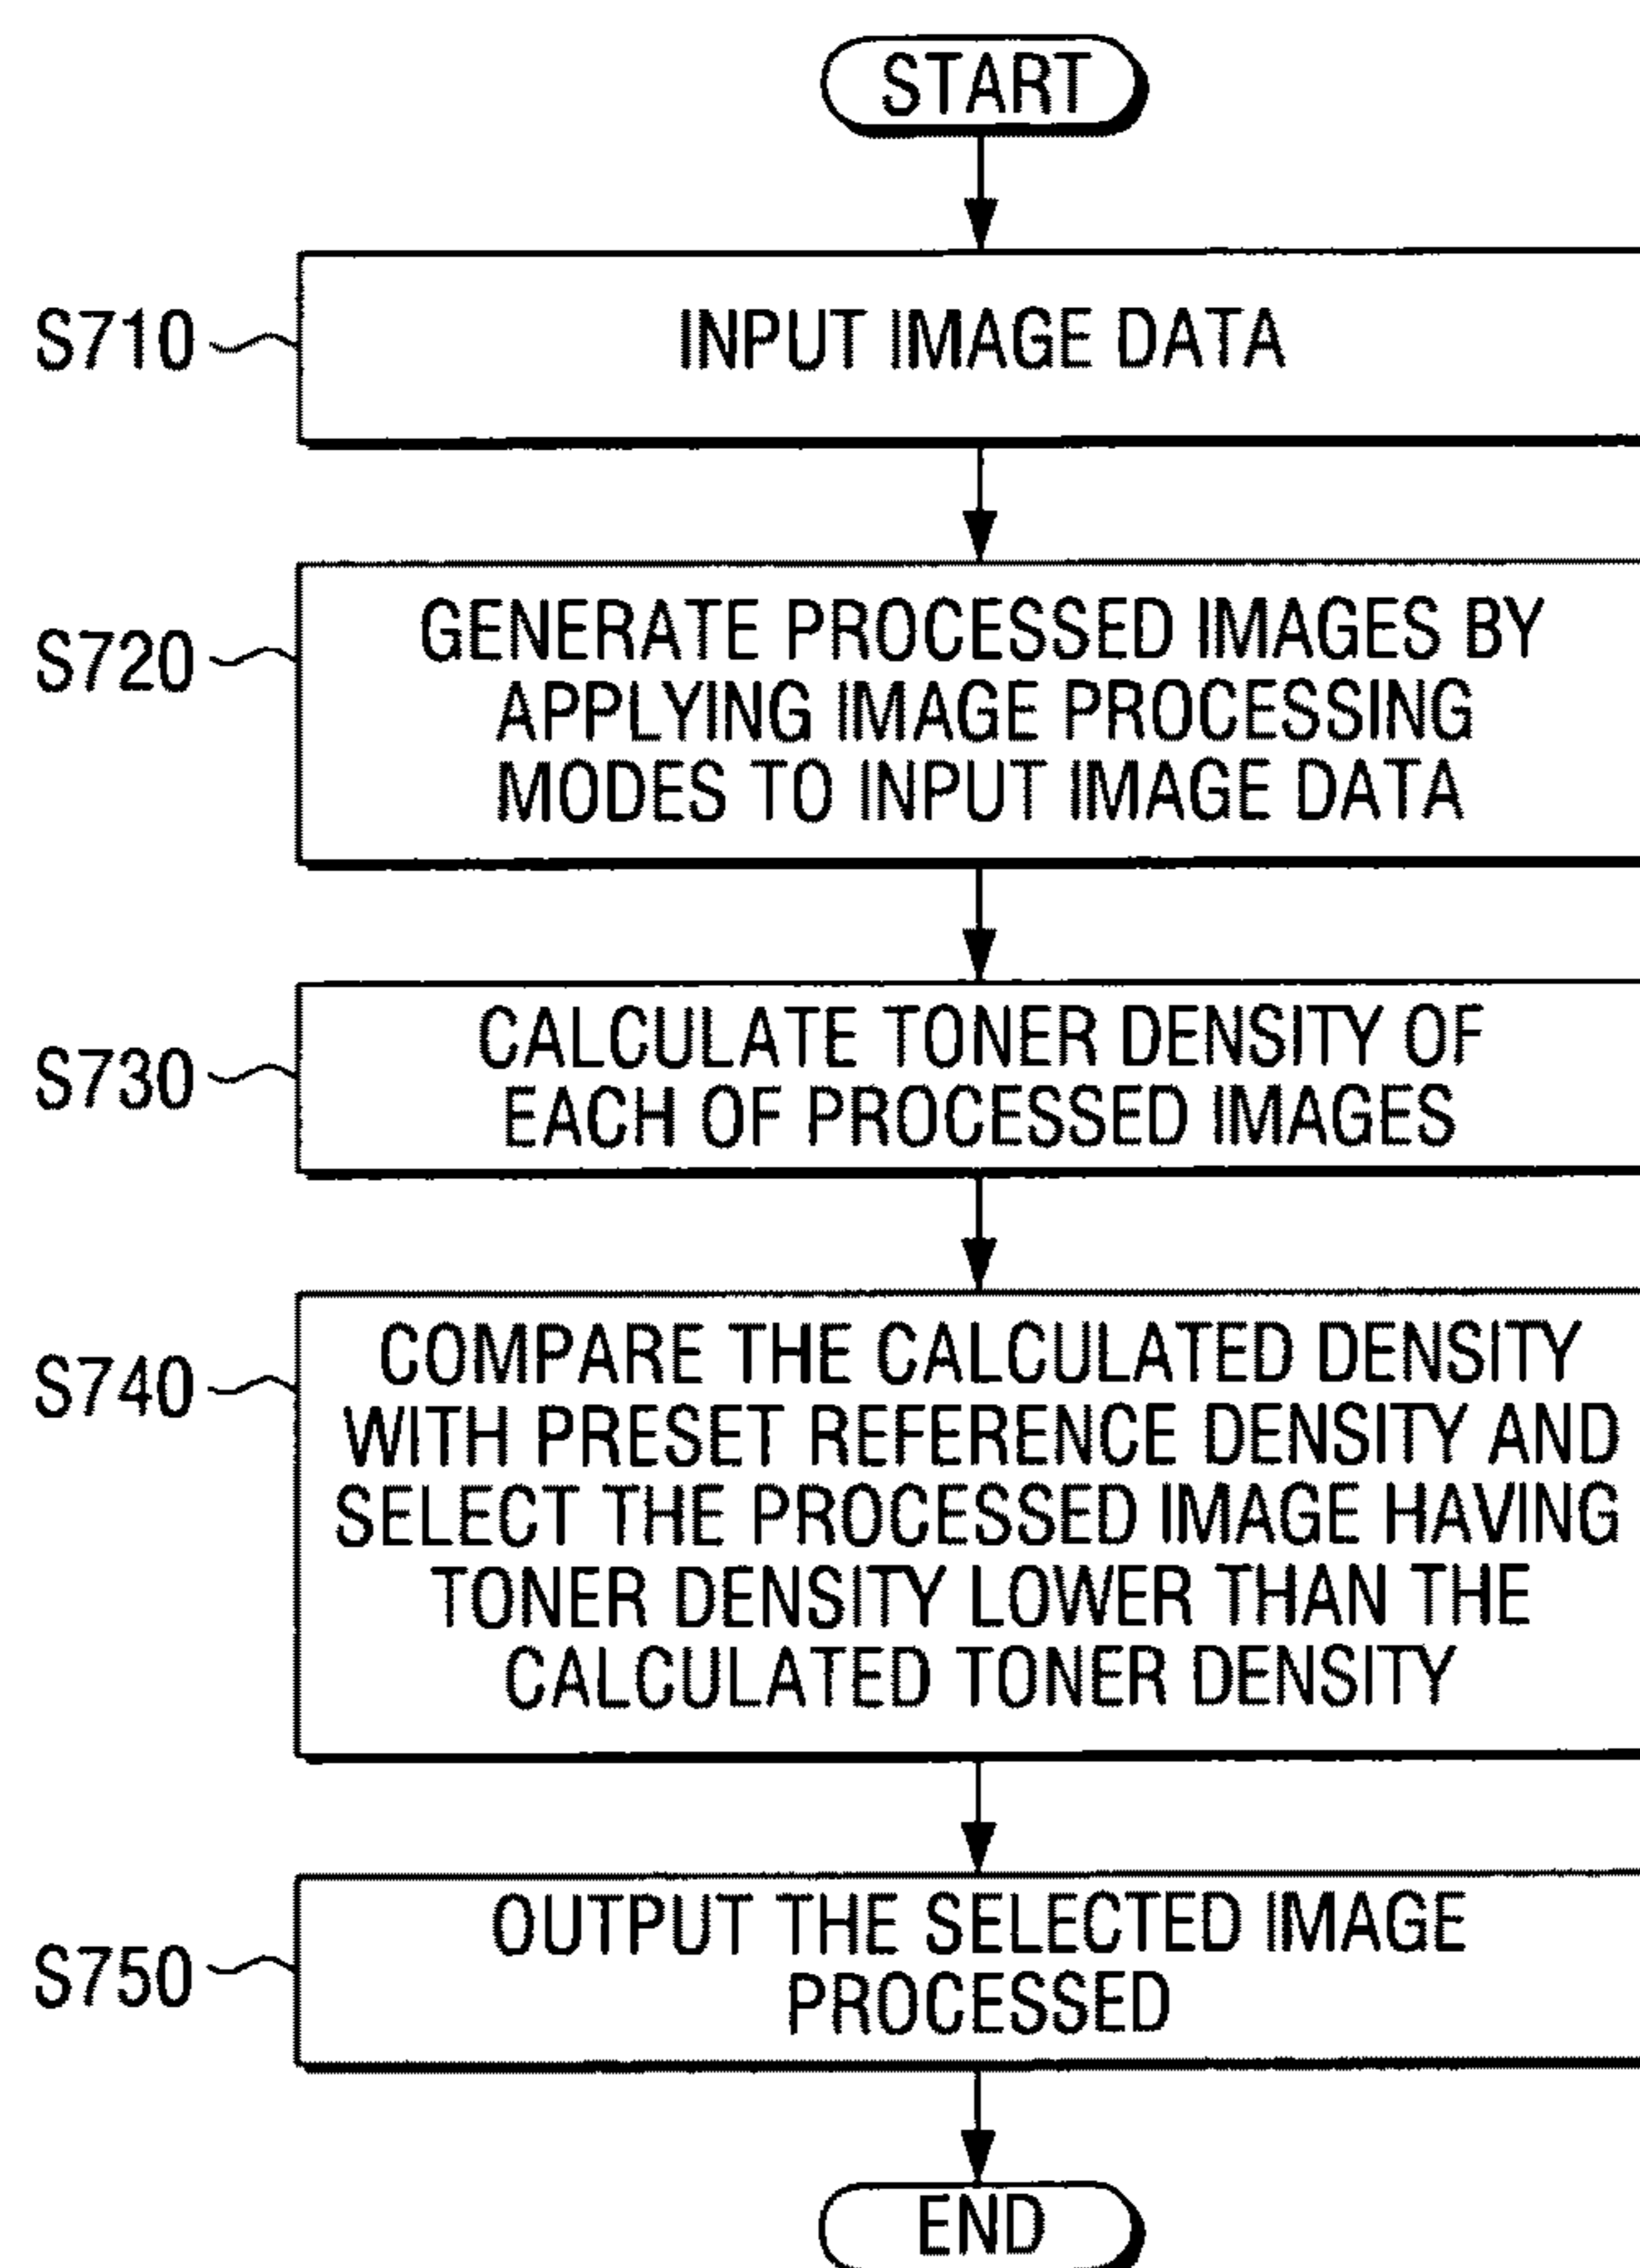 START
S710
INPUT IMAGE DATA
S720
GENERATE PROCESSED IMAGES BY
APPLYING IMAGE PROCESSING
MODES TO INPUT IMAGE DATA
S730
CALCULATE TONER DENSITY OF
EACH OF PROCESSED IMAGES
S740
COMPARE THE CALCULATED DENSITY
WITH PRESET REFERENCE DENSITY AND
SELECT THE PROCESSED IMAGE HAVING
TONER DENSITY LOWER THAN THE
CALCULATED TONER DENSITY
S750
OUTPUT THE SELECTED IMAGE
PROCESSED
END